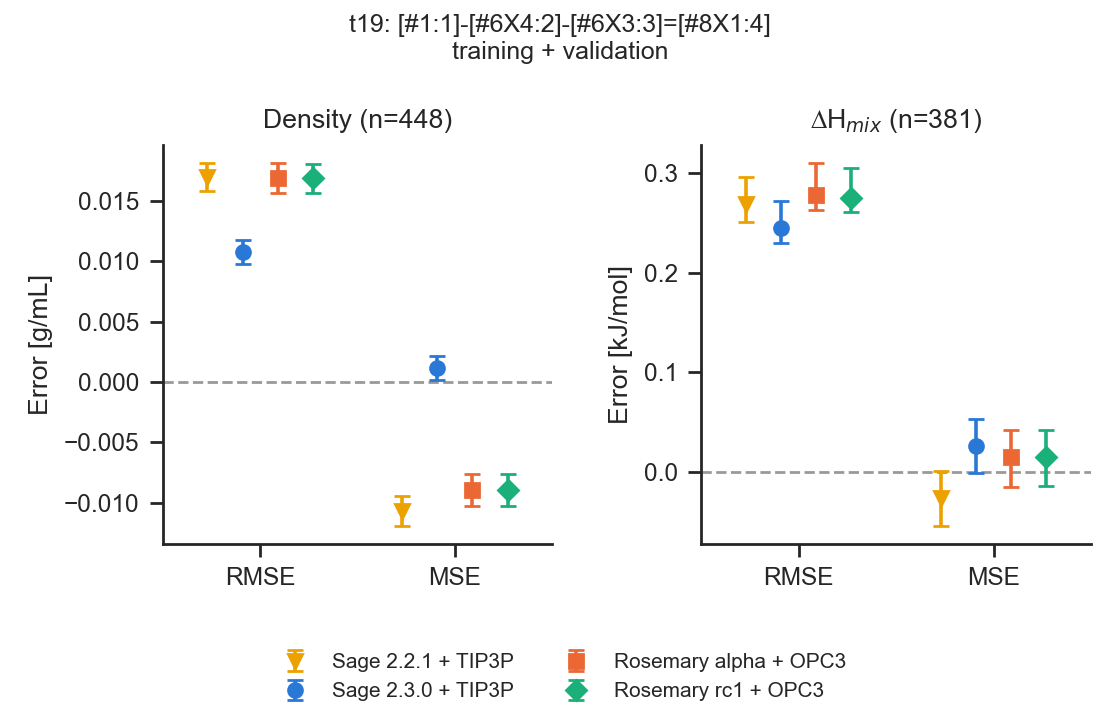 t19: [#1:1]-[#6X4:2]-[#6X3:3]=[#8X1:4]
training + validation
Density (n=448)
0.015
0.010
0.005
0.000
−0.005
−0.010
Error [g/mL]
RMSE
MSE
ΔHmix (n=381)
0.3
0.2
0.1
0.0
Error [kJ/mol]
RMSE
MSE
Sage 2.2.1 + TIP3P
Sage 2.3.0 + TIP3P
Rosemary alpha + OPC3
Rosemary rc1 + OPC3